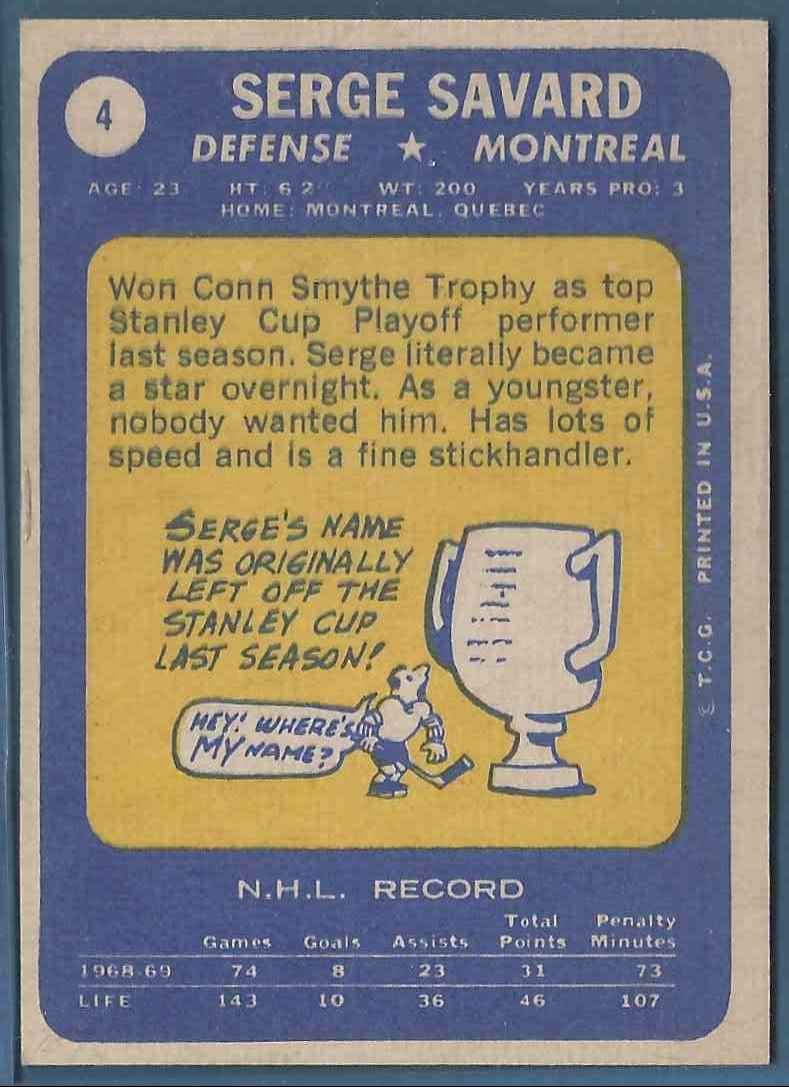 4
SERGE SAVARD
DEFENSE ★ MONTREAL
AGE: 23 HT: 6 2" WT: 200 YEARS PRO: 3
HOME: MONTREAL, QUEBEC
Won Conn Smythe Trophy as top
Stanley Cup Playoff performer
last season. Serge literally became
a star overnight. As a youngster,
nobody wanted him. Has lots of
speed and is a fine stickhandler.
SERGE'S NAME
WAS ORIGINALLY
LEFT OFF THE
STANLEY CUP
LAST SEASON!
HEY! WHERE'S
MY NAME?
© T.C.G. PRINTED IN U.S.A.
N.H.L. RECORD
Games Goals Assists Total Points Penalty Minutes
1968-69 74 8 23 31 73
LIFE 143 10 36 46 107